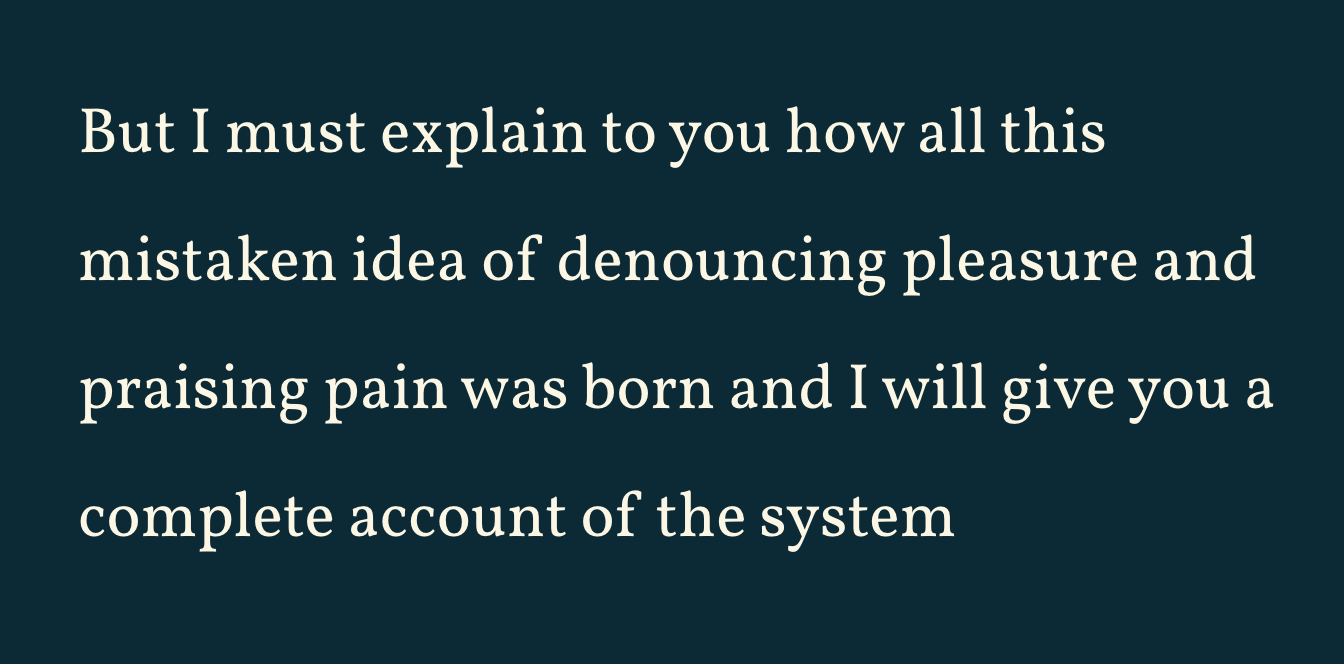 But I must explain to you how all this
mistaken idea of denouncing pleasure and
praising pain was born and I will give you a
complete account of the system